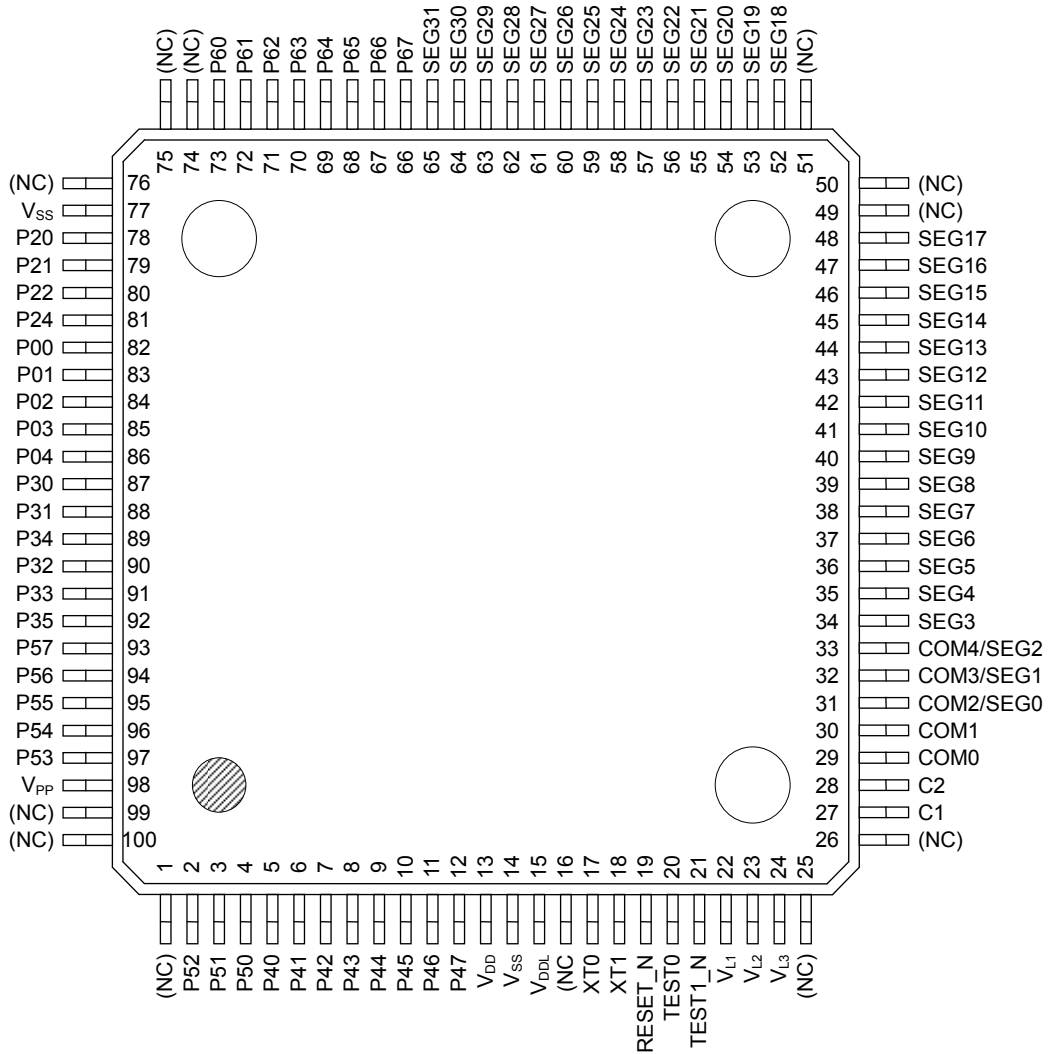 (NC)
(NC)
P60
P61
P62
P63
P64
P65
P66
P67
SEG31
SEG30
SEG29
SEG28
SEG27
SEG26
SEG25
SEG24
SEG23
SEG22
SEG21
SEG20
SEG19
SEG18
(NC)
75
74
73
72
71
70
69
68
67
66
65
64
63
62
61
60
59
58
57
56
55
54
53
52
51
(NC) 76
VSS 77
P20 78
P21 79
P22 80
P24 81
P00 82
P01 83
P02 84
P03 85
P04 86
P30 87
P31 88
P34 89
P32 90
P33 91
P35 92
P57 93
P56 94
P55 95
P54 96
P53 97
VPP 98
(NC) 99
(NC) 100
50 (NC)
49 (NC)
48 SEG17
47 SEG16
46 SEG15
45 SEG14
44 SEG13
43 SEG12
42 SEG11
41 SEG10
40 SEG9
39 SEG8
38 SEG7
37 SEG6
36 SEG5
35 SEG4
34 SEG3
33 COM4/SEG2
32 COM3/SEG1
31 COM2/SEG0
30 COM1
29 COM0
28 C2
27 C1
26 (NC)
1
2
3
4
5
6
7
8
9
10
11
12
13
14
15
16
17
18
19
20
21
22
23
24
25
(NC)
P52
P51
P50
P40
P41
P42
P43
P44
P45
P46
P47
VDD
VSS
VDDL
(NC
XT0
XT1
RESET_N
TEST0
TEST1_N
VL1
VL2
VL3
(NC)